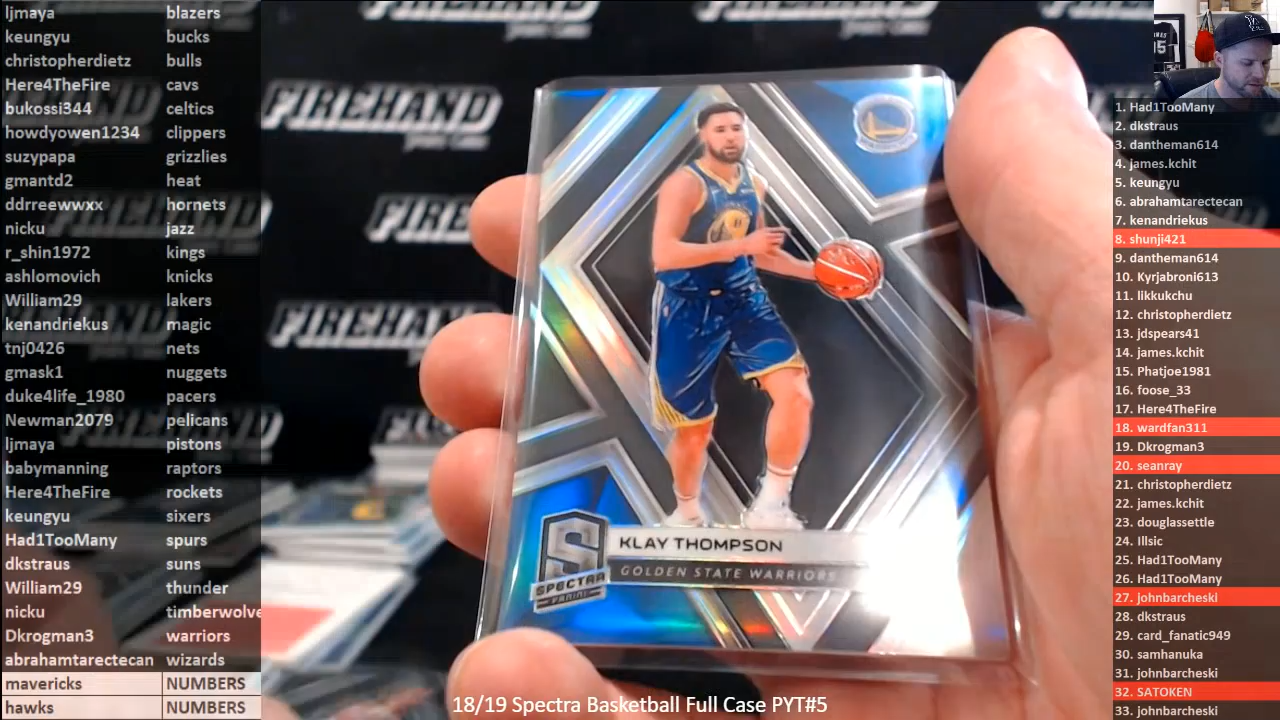 ljmaya blazers
keungyu bucks
christopherdietz bulls
Here4TheFire cavs
bukossi344 celtics
howdyowen1234 clippers
suzypapa grizzlies
gmantd2 heat
ddrreewwxx hornets
nicku jazz
r_shin1972 kings
ashlomovich knicks
William29 lakers
kenandriekus magic
tnj0426 nets
gmask1 nuggets
duke4life_1980 pacers
Newman2079 pelicans
ljmaya pistons
babymanning raptors
Here4TheFire rockets
keungyu sixers
Had1TooMany spurs
dkstraus suns
William29 thunder
nicku timberwolve
Dkrogman3 warriors
abrahamtarectecan wizards
mavericks NUMBERS
hawks NUMBERS
FIREHAND
FIREHAND
KLAY THOMPSON
GOLDEN STATE WARRIORS
S
SPECTRA
PANINI
18/19 Spectra Basketball Full Case PYT#5
1. Had1TooMany
2. dkstraus
3. dantheman614
4. james.kchit
5. keungyu
6. abrahamtarectecan
7. kenandriekus
8. shunji421
9. dantheman614
10. Kyrjabroni613
11. likkukchu
12. christopherdietz
13. jdspears41
14. james.kchit
15. Phatjoe1981
16. foose_33
17. Here4TheFire
18. wardfan311
19. Dkrogman3
20. seanray
21. christopherdietz
22. james.kchit
23. douglassettle
24. Illsic
25. Had1TooMany
26. Had1TooMany
27. johnbarcheski
28. dkstraus
29. card_fanatic949
30. samhanuka
31. johnbarcheski
32. SATOKEN
33. johnbarcheski